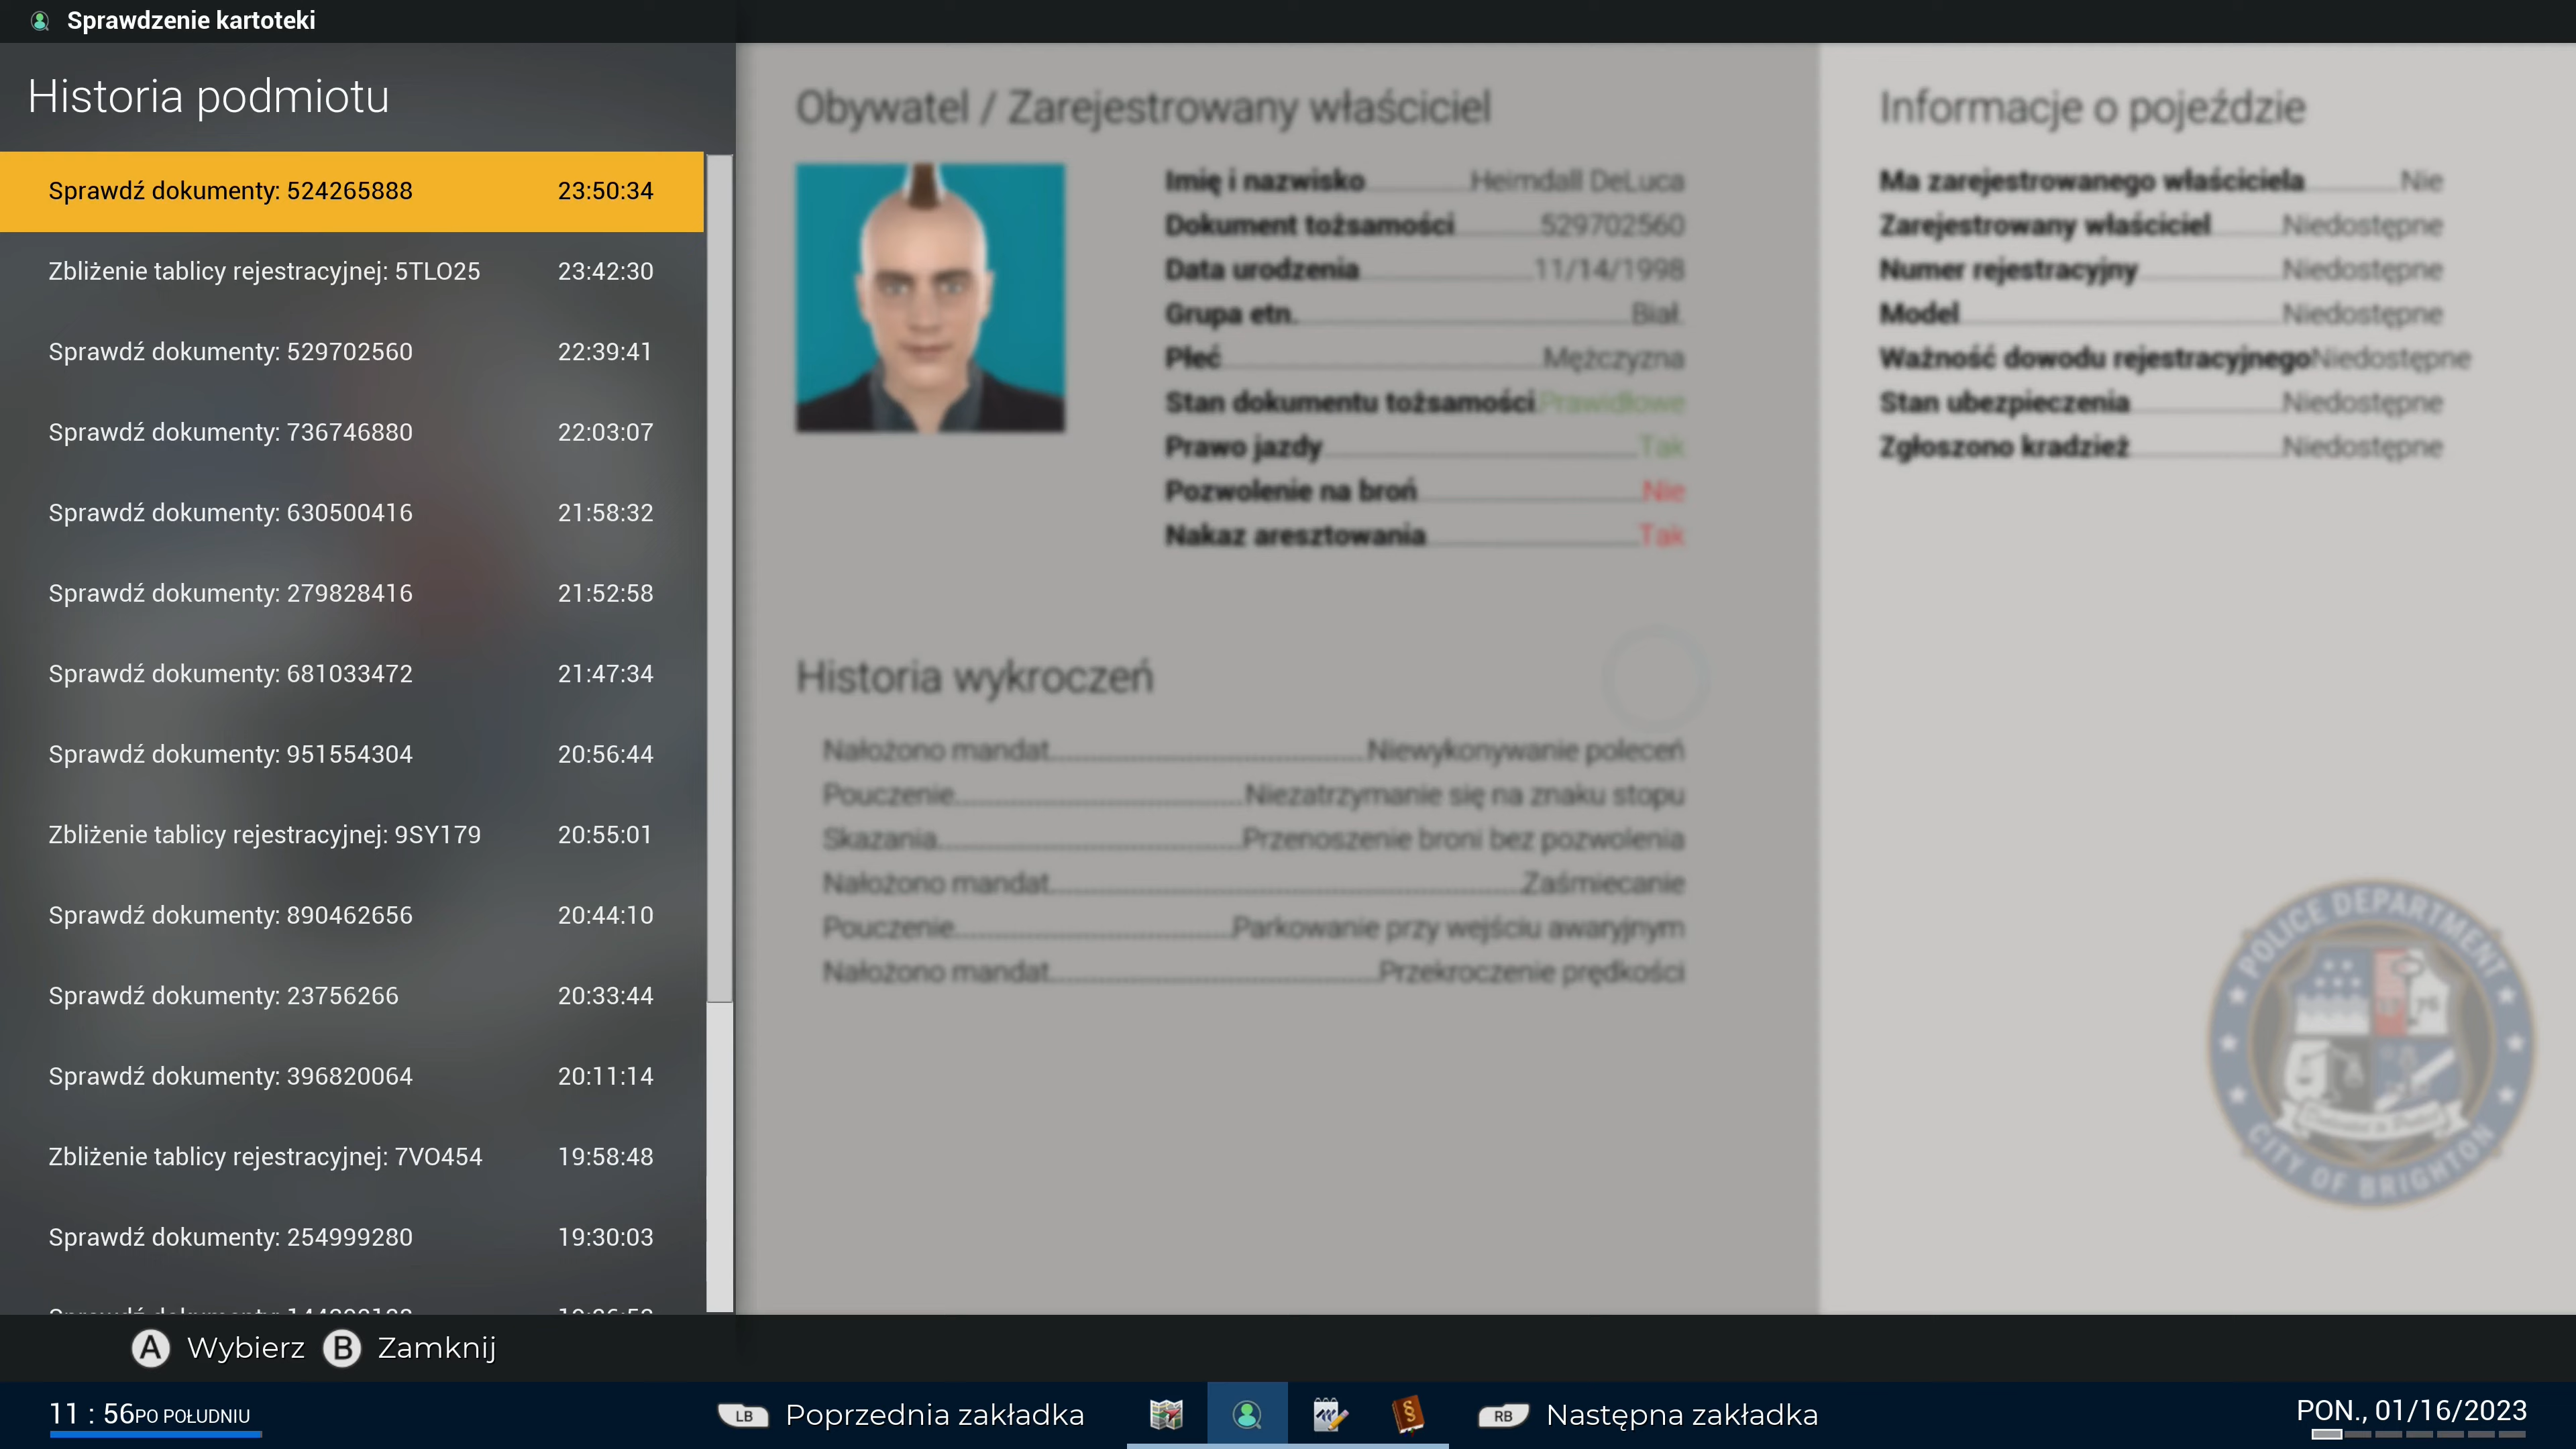 Sprawdzenie kartoteki
Historia podmiotu
Sprawdź dokumenty: 524265888 23:50:34
Zbliżenie tablicy rejestracyjnej: 5TLO25 23:42:30
Sprawdź dokumenty: 529702560 22:39:41
Sprawdź dokumenty: 736746880 22:03:07
Sprawdź dokumenty: 630500416 21:58:32
Sprawdź dokumenty: 279828416 21:52:58
Sprawdź dokumenty: 681033472 21:47:34
Sprawdź dokumenty: 951554304 20:56:44
Zbliżenie tablicy rejestracyjnej: 9SY179 20:55:01
Sprawdź dokumenty: 890462656 20:44:10
Sprawdź dokumenty: 23756266 20:33:44
Sprawdź dokumenty: 396820064 20:11:14
Zbliżenie tablicy rejestracyjnej: 7VO454 19:58:48
Sprawdź dokumenty: 254999280 19:30:03
Obywatel / Zarejestrowany właściciel
Imię i nazwisko Heimdall DeLuca
Dokument tożsamości 529702560
Data urodzenia 11/14/1998
Grupa etn. Biał.
Płeć Mężczyzna
Stan dokumentu tożsamości Prawidłowe
Prawo jazdy Tak
Pozwolenie na broń Nie
Nakaz aresztowania Tak
Historia wykroczeń
Nałożono mandat Niewykonywanie poleceń
Pouczenie Niezatrzymanie się na znaku stopu
Skazania Przenoszenie broni bez pozwolenia
Nałożono mandat Zaśmiecanie
Pouczenie Parkowanie przy wejściu awaryjnym
Nałożono mandat Przekroczenie prędkości
Informacje o pojeździe
Ma zarejestrowanego właściciela Nie
Zarejestrowany właściciel Niedostępne
Numer rejestracyjny Niedostępne
Model Niedostępne
Ważność dowodu rejestracyjnego Niedostępne
Stan ubezpieczenia Niedostępne
Zgłoszono kradzież Niedostępne
POLICE DEPARTMENT
CITY OF BRIGHTON
A Wybierz B Zamknij
11 : 56 PO POŁUDNIU
LB Poprzednia zakładka
RB Następna zakładka
PON., 01/16/2023